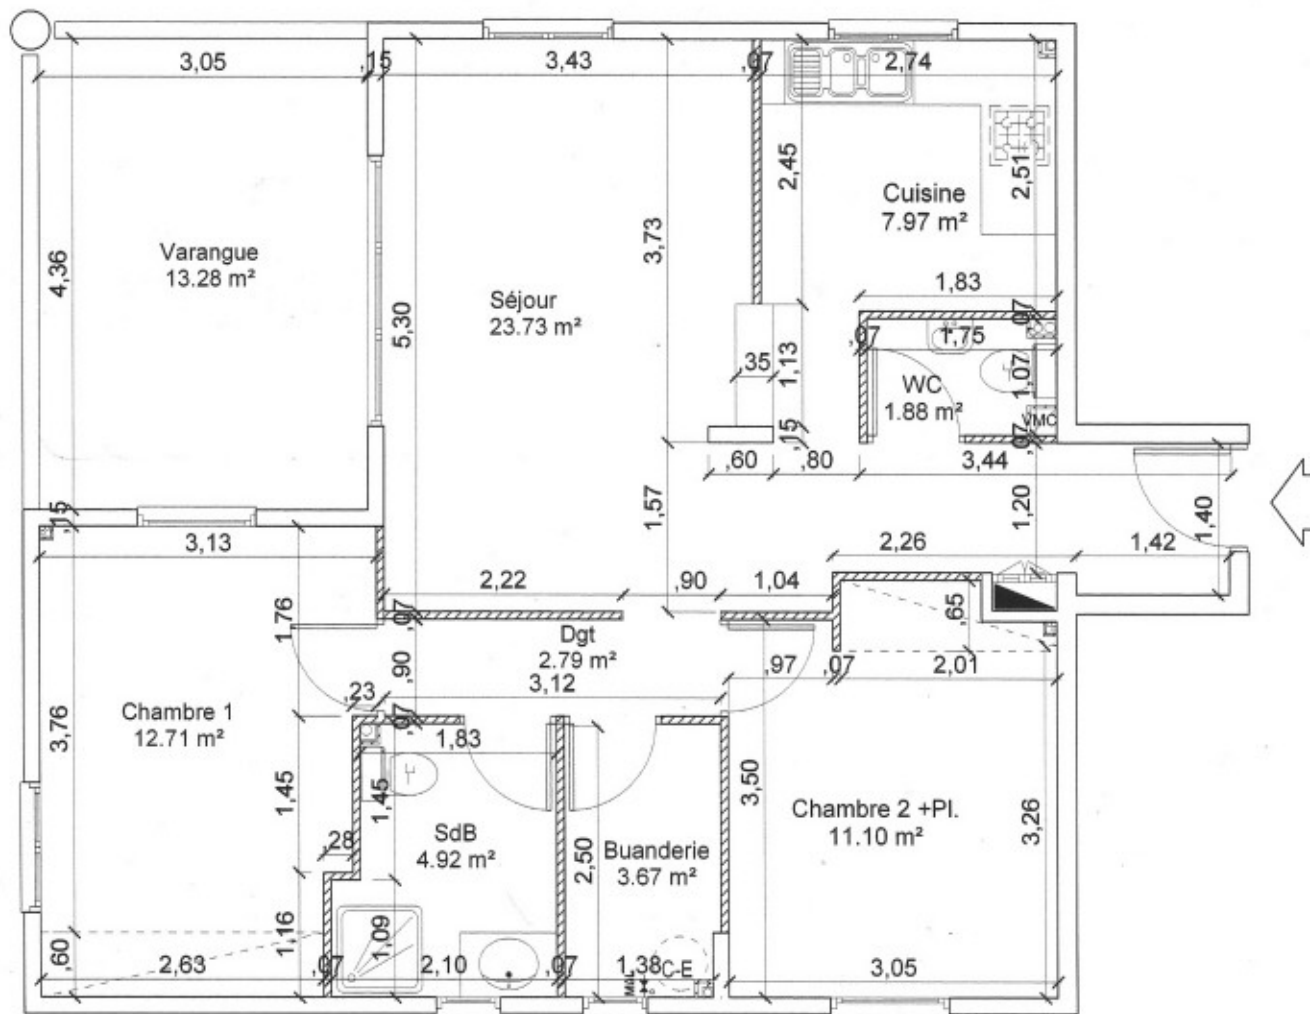 3,05
,15
3,43
,07
2,74
2,45
2,51
Cuisine
7.97 m²
4,36
Varangue
13.28 m²
3,73
5,30
Séjour
23.73 m²
1,83
,07
,07
1,75
,35
1,13
WC
1.88 m²
1,07
VMC
,15
,07
,60
,80
3,44
,15
1,57
1,20
1,40
3,13
2,26
1,42
2,22
,90
1,04
1,76
,07
,65
Dgt
2.79 m²
,90
,97
,07
2,01
3,12
,23
,07
Chambre 1
12.71 m²
3,76
1,83
1,45
1,45
3,50
3,26
Chambre 2 +Pl.
11.10 m²
SdB
4.92 m²
,28
2,50
Buanderie
3.67 m²
1,16
1,09
,60
2,63
,07
2,10
,07
1,38
C-E
3,05